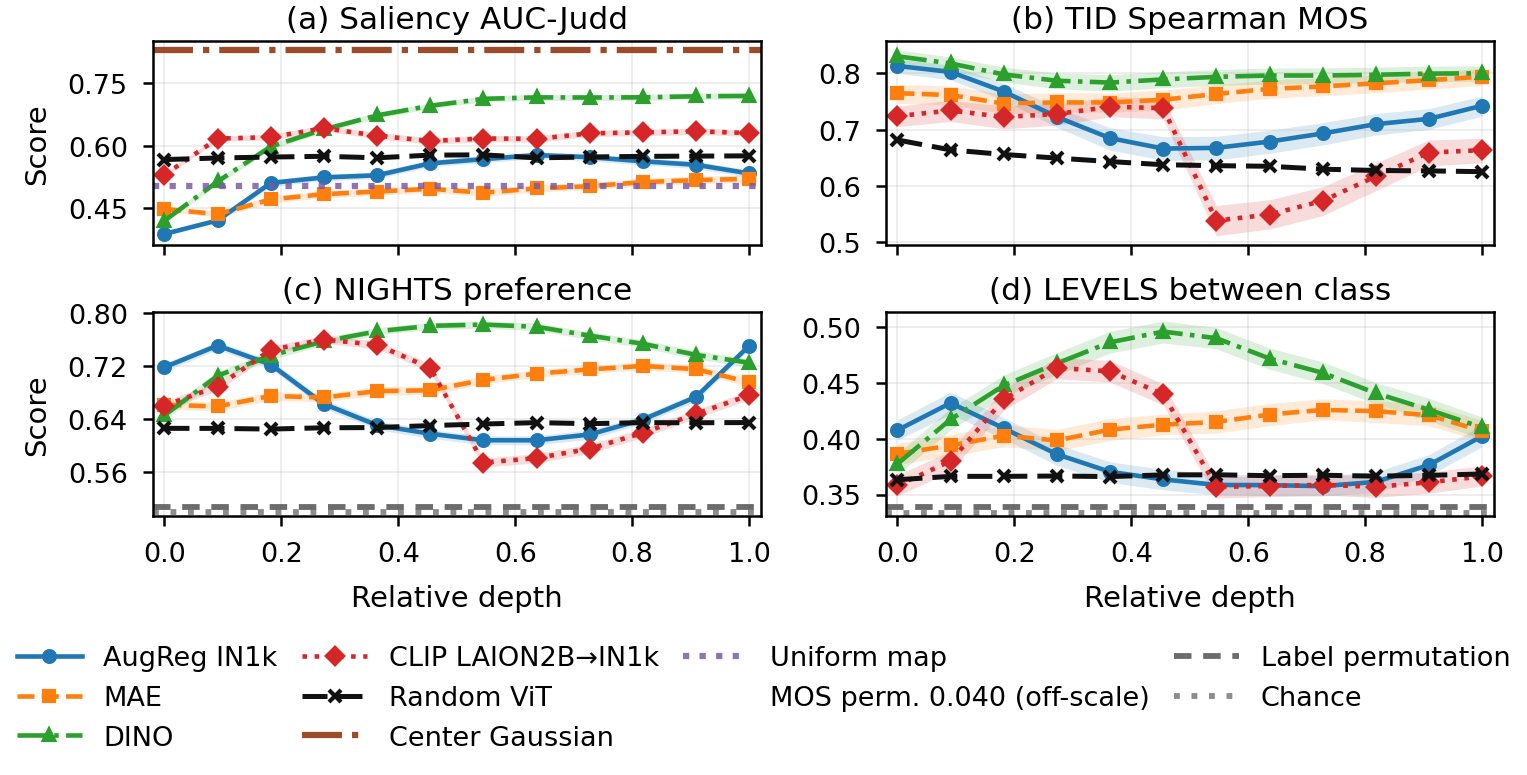 (a) Saliency AUC-Judd
(b) TID Spearman MOS
Score
0.75
0.60
0.45
0.8
0.7
0.6
0.5
(c) NIGHTS preference
(d) LEVELS between class
Score
0.80
0.72
0.64
0.56
0.50
0.45
0.40
0.35
0.0 0.2 0.4 0.6 0.8 1.0
0.0 0.2 0.4 0.6 0.8 1.0
Relative depth
Relative depth
AugReg IN1k
MAE
DINO
CLIP LAION2B→IN1k
Random ViT
Center Gaussian
Uniform map
MOS perm. 0.040 (off-scale)
Label permutation
Chance